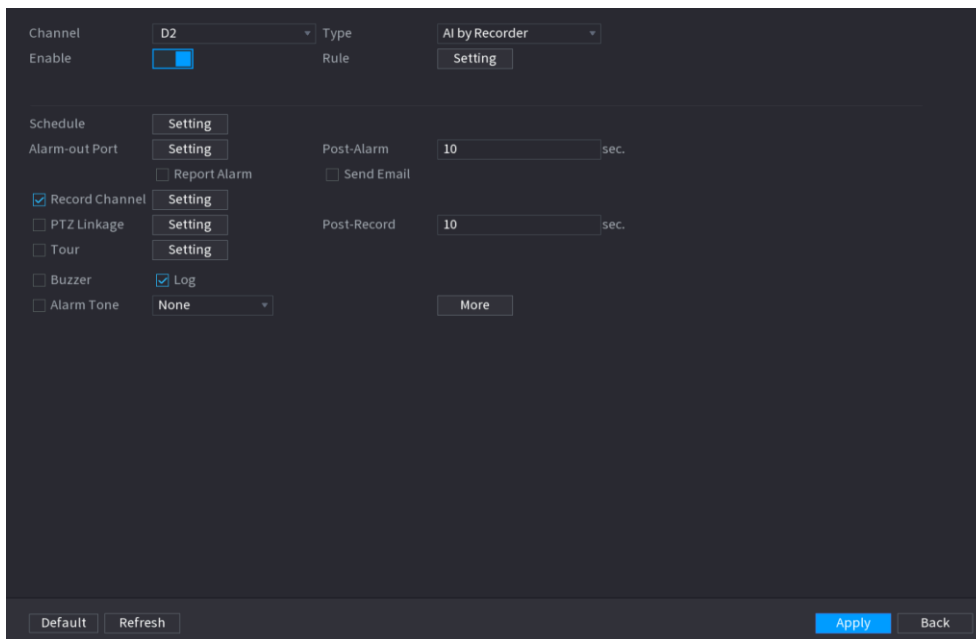 Channel D2 Type AI by Recorder
Enable Rule Setting
Schedule Setting
Alarm-out Port Setting Post-Alarm 10 sec.
Report Alarm Send Email
Record Channel Setting
PTZ Linkage Setting Post-Record 10 sec.
Tour Setting
Buzzer Log
Alarm Tone None More
Default Refresh Apply Back